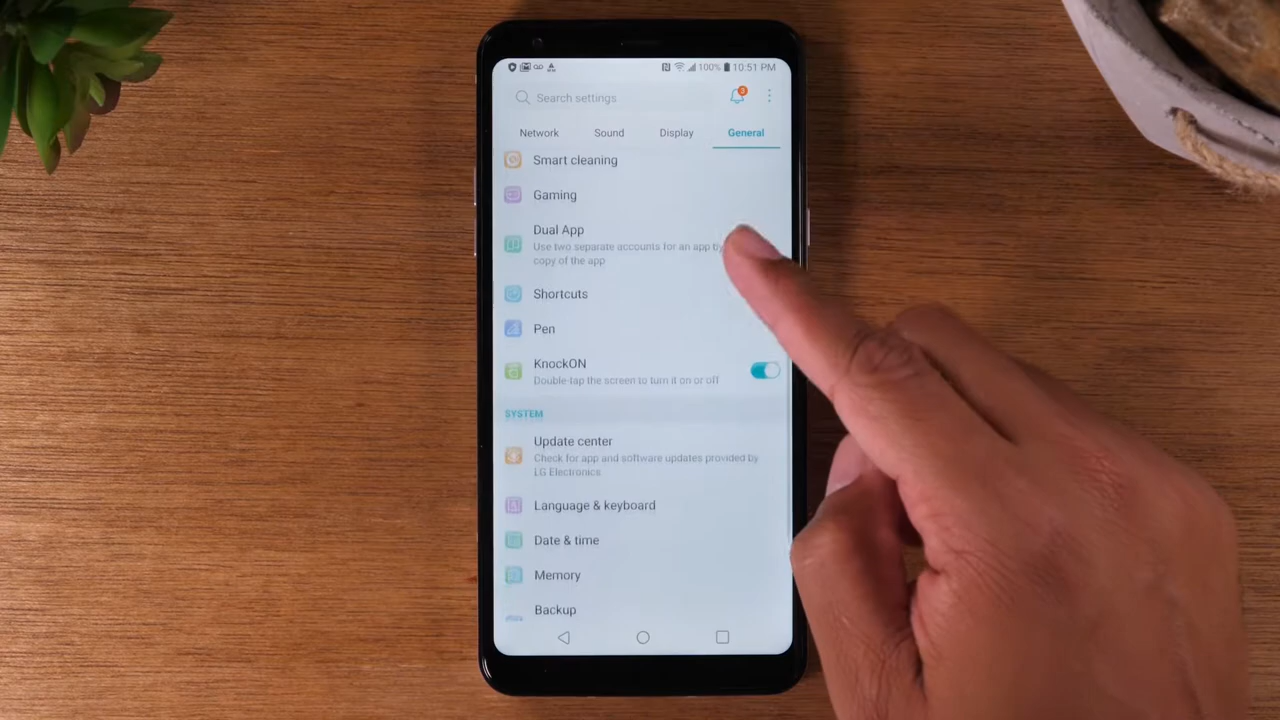 100% 10:51 PM
Search settings
3
Network Sound Display General
Smart cleaning
Gaming
Dual App
Use two separate accounts for an app by
copy of the app
Shortcuts
Pen
KnockON
Double-tap the screen to turn it on or off
SYSTEM
Update center
Check for app and software updates provided by
LG Electronics
Language & keyboard
Date & time
Memory
Backup